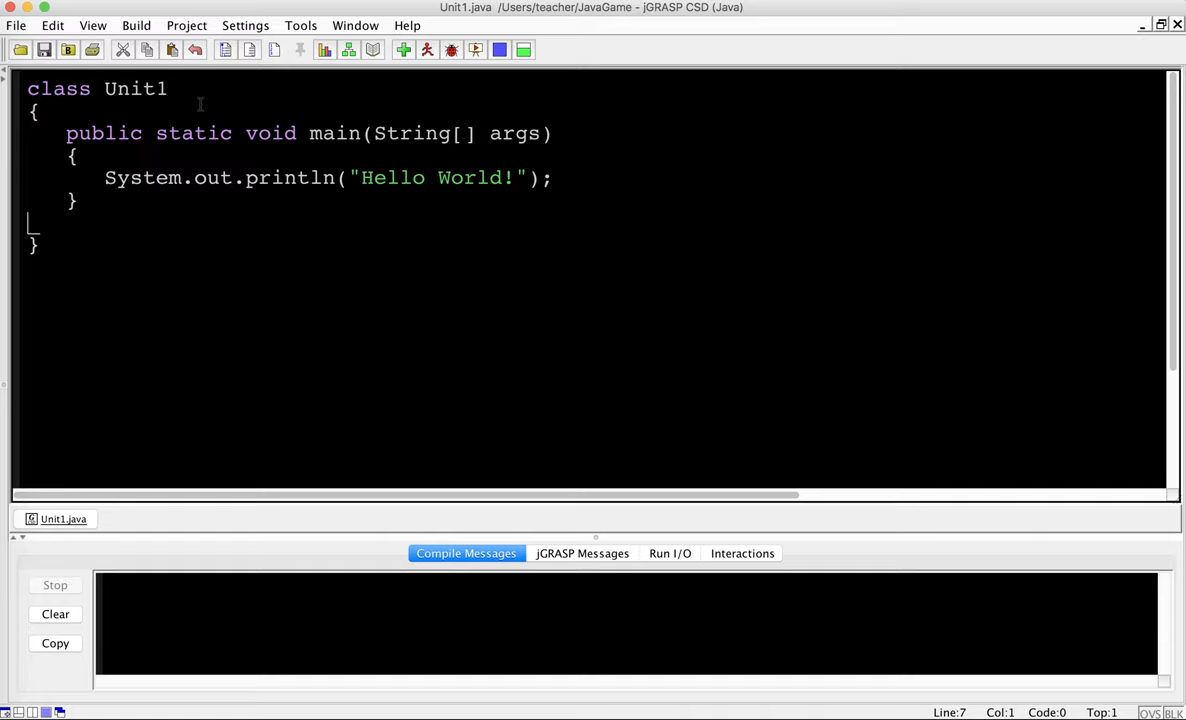 Unit1.java /Users/teacher/JavaGame - jGRASP CSD (Java)
File Edit View Build Project Settings Tools Window Help
class Unit1
{
public static void main(String[] args)
{
System.out.println("Hello World!");
}
}
Unit1.java
Compile Messages jGRASP Messages Run I/O Interactions
Stop
Clear
Copy
Line:7 Col:1 Code:0 Top:1 OVS BLK